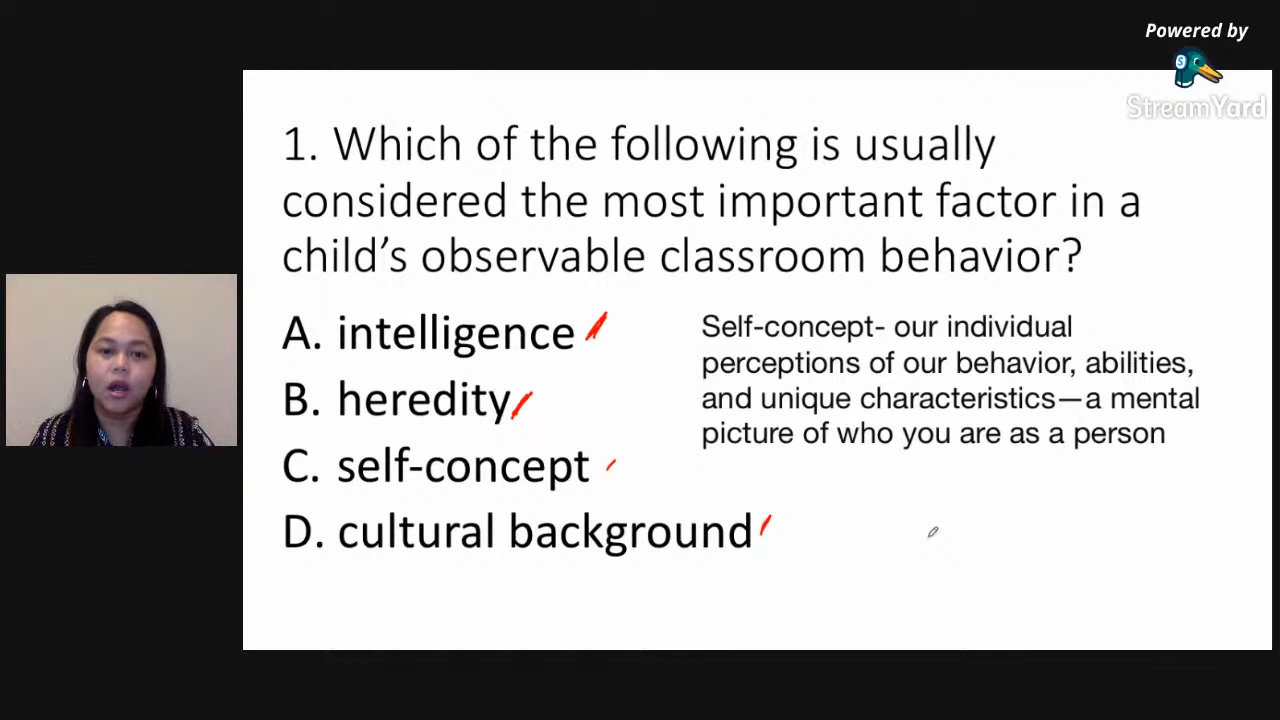 Powered by
StreamYard
1. Which of the following is usually
considered the most important factor in a
child’s observable classroom behavior?
A. intelligence
B. heredity
C. self-concept
D. cultural background
Self-concept- our individual
perceptions of our behavior, abilities,
and unique characteristics—a mental
picture of who you are as a person